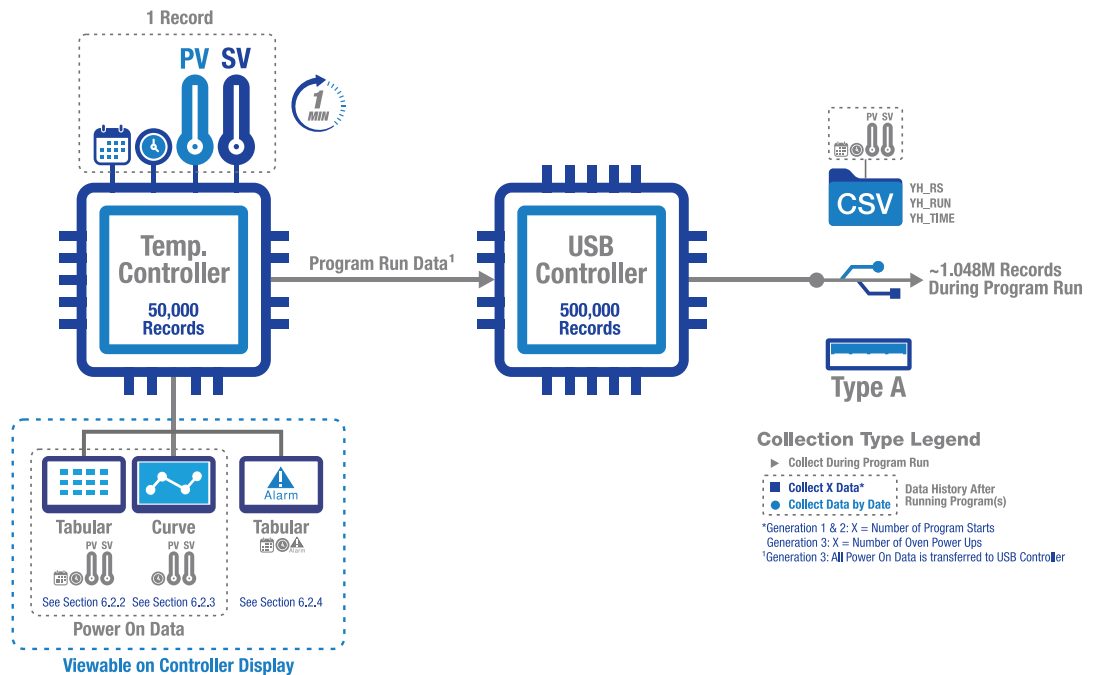 1 Record
PV SV
1
MIN
Temp.
Controller
50,000
Records
Program Run Data¹
USB
Controller
500,000
Records
PV SV
CSV
YH_RS
YH_RUN
YH_TIME
~1.048M Records
During Program Run
Type A
Alarm
Tabular
PV SV
See Section 6.2.2
Curve
PV SV
See Section 6.2.3
Tabular
Alarm
See Section 6.2.4
Power On Data
Viewable on Controller Display
Collection Type Legend
Collect During Program Run
Collect X Data*
Collect Data by Date
Data History After
Running Program(s)
*Generation 1 & 2: X = Number of Program Starts
Generation 3: X = Number of Oven Power Ups
¹Generation 3: All Power On Data is transferred to USB Controller